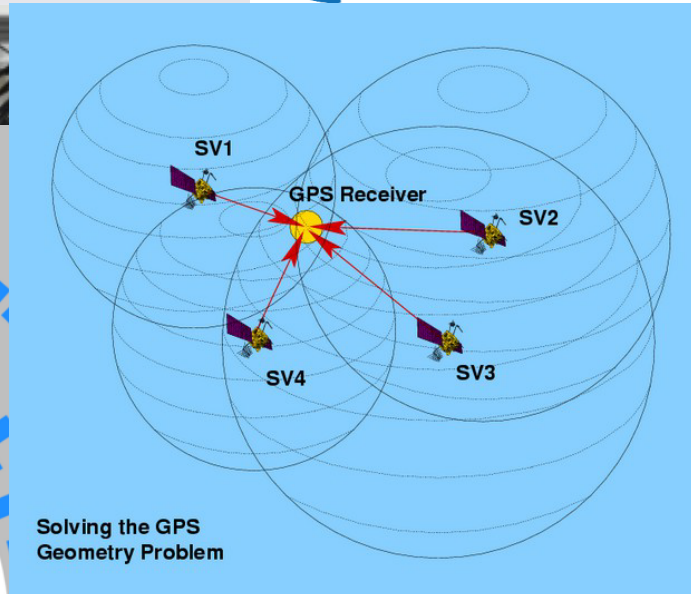 SV1
GPS Receiver
SV2
SV3
SV4
Solving the GPS
Geometry Problem